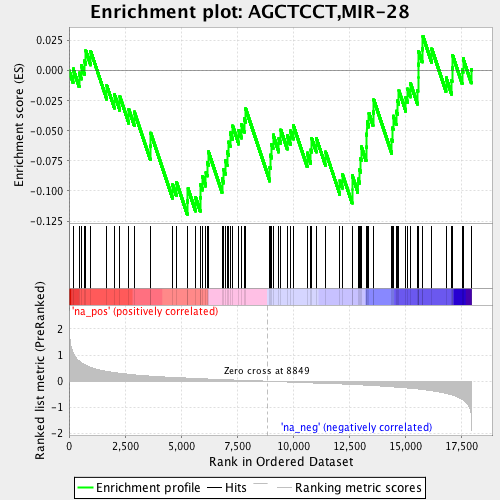 Enrichment plot: AGCTCCT,MIR-28
Enrichment score (ES)
0.025
0.000
-0.025
-0.050
-0.075
-0.100
-0.125
'na_pos' (positively correlated)
Ranked list metric (PreRanked)
2
1
0
-1
-2
Zero cross at 8849
'na_neg' (negatively correlated)
0
2,500
5,000
7,500
10,000
12,500
15,000
17,500
Rank in Ordered Dataset
Enrichment profile
Hits
Ranking metric scores